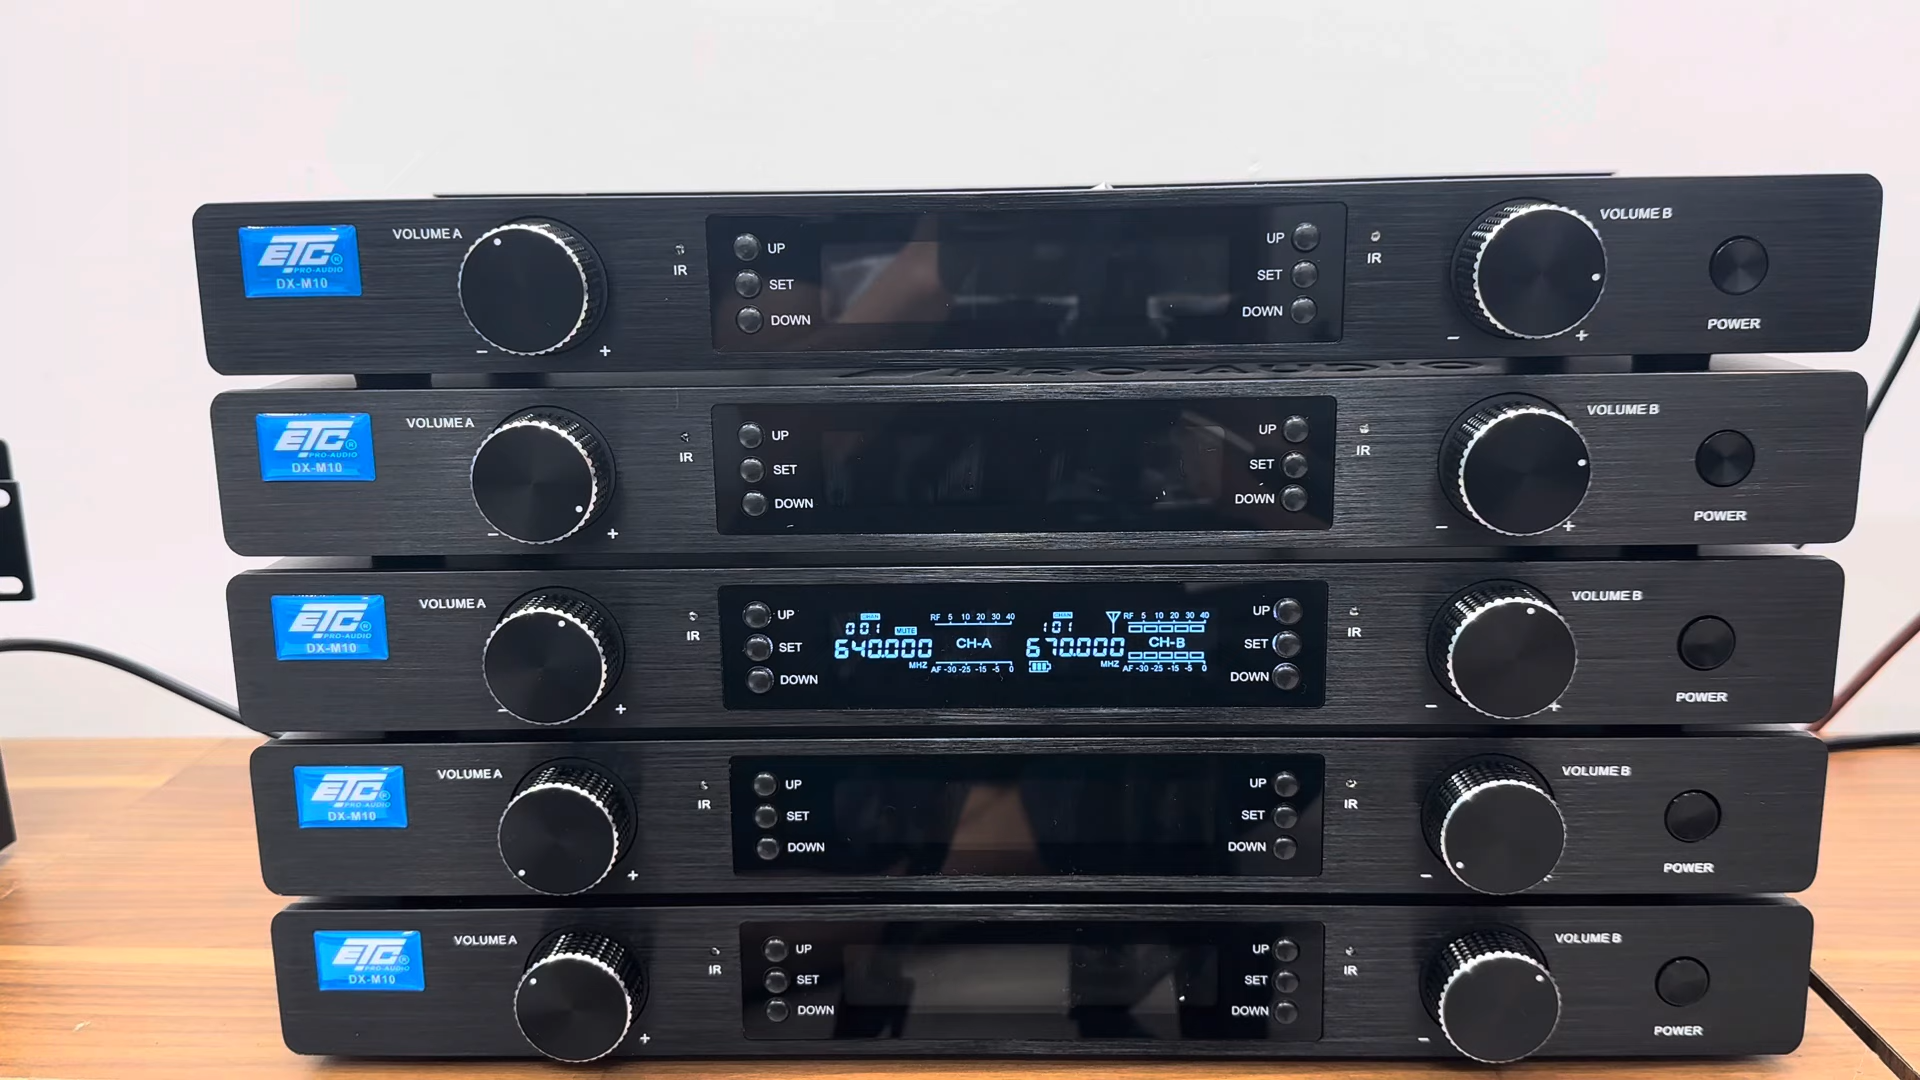 ETC®
PRO-AUDIO
DX-M10
VOLUME A
- +
IR
UP
SET
DOWN
UP
SET
DOWN
IR
VOLUME B
- +
POWER
PRO-AUDIO
ETC®
PRO-AUDIO
DX-M10
VOLUME A
- +
IR
UP
SET
DOWN
UP
SET
DOWN
IR
VOLUME B
- +
POWER
ETC®
PRO-AUDIO
DX-M10
VOLUME A
- +
IR
UP
SET
DOWN
CHAN
001 MUTE
640.000
MHZ
RF 5 10 20 30 40
CH-A
AF -30 -25 -15 -5 0
CHAN
101
670.000
MHZ
RF 5 10 20 30 40
CH-B
AF -30 -25 -15 -5 0
UP
SET
DOWN
IR
VOLUME B
- +
POWER
ETC®
PRO-AUDIO
DX-M10
VOLUME A
+
IR
UP
SET
DOWN
UP
SET
DOWN
IR
VOLUME B
-
POWER
ETC®
PRO-AUDIO
DX-M10
VOLUME A
+
IR
UP
SET
DOWN
UP
SET
DOWN
IR
VOLUME B
-
POWER